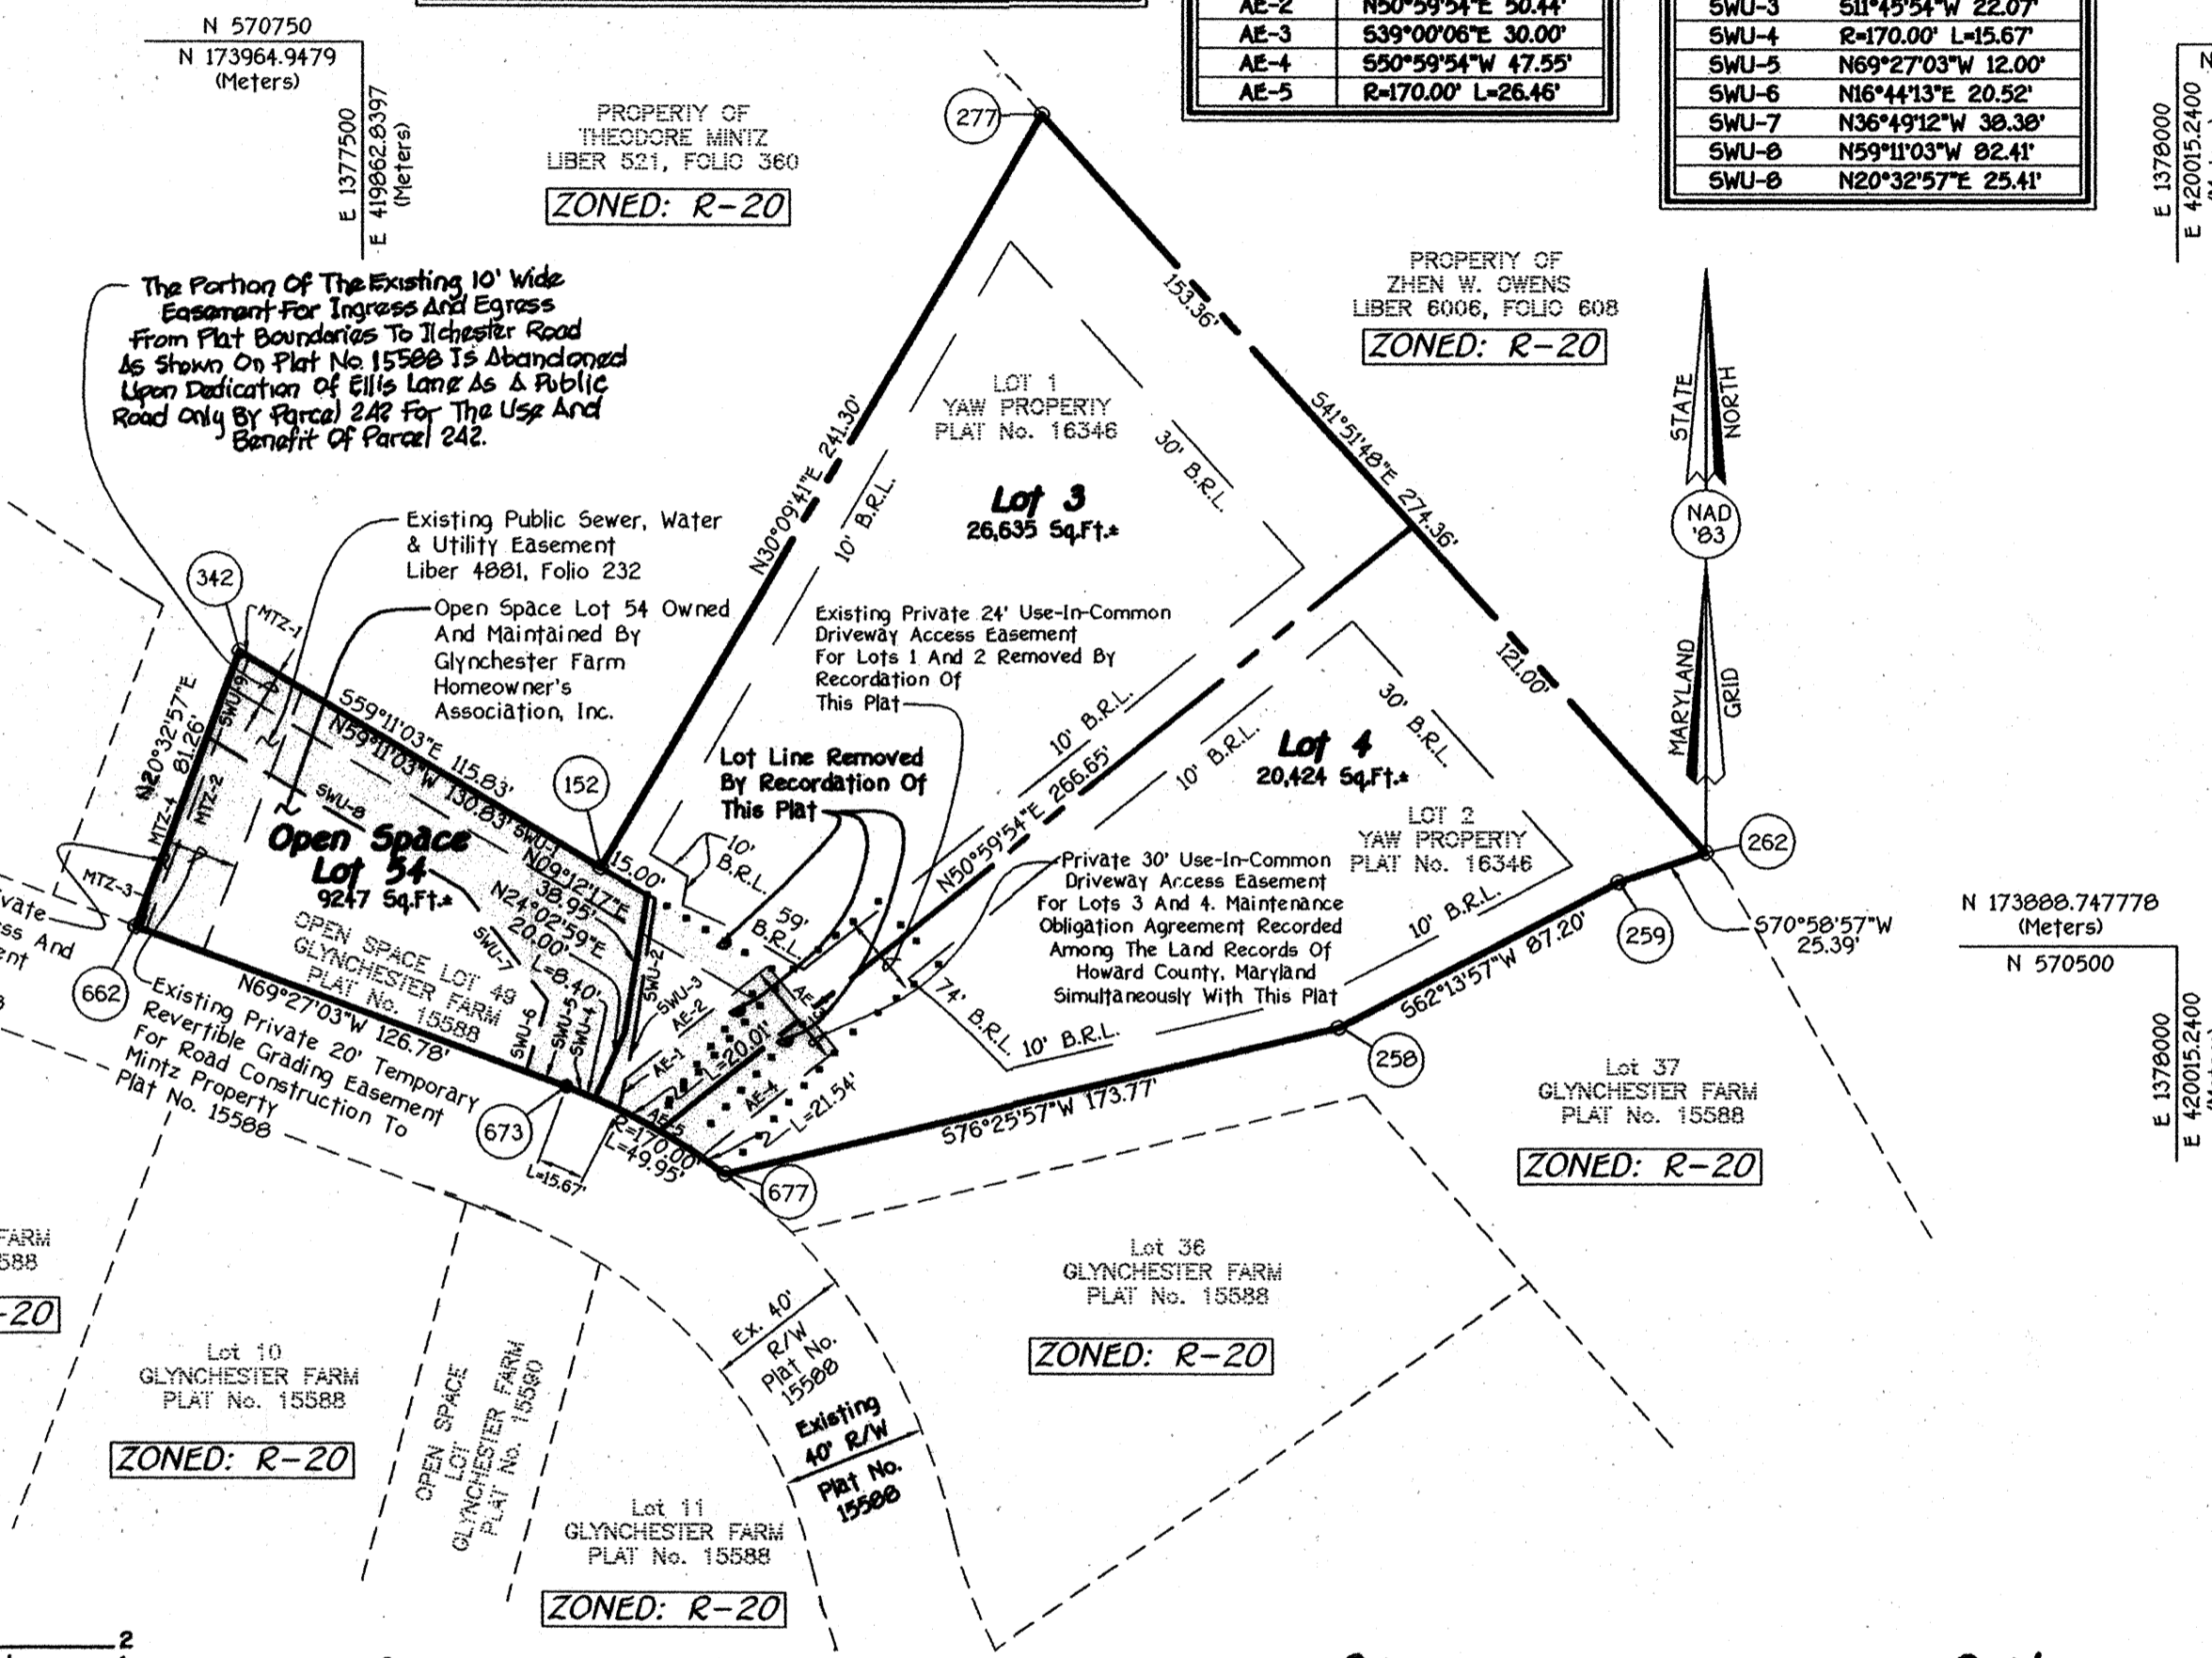 N 570750
N 173964.9479
(Meters)
E 1377500
E 419862.8397
(Meters)
PROPERTY OF
THEODORE MINTZ
LIBER 521, FOLIO 360
ZONED: R-20
277
AE-2 N50°59'54"E 50.44'
AE-3 S39°00'06"E 30.00'
AE-4 S50°59'54"W 47.55'
AE-5 R=170.00' L=26.46'
SWU-3 S11°45'54"W 22.07'
SWU-4 R=170.00' L=15.67'
SWU-5 N69°27'03"W 12.00'
SWU-6 N16°44'13"E 20.52'
SWU-7 N36°49'12"W 38.38'
SWU-8 N59°11'03"W 82.41'
SWU-8 N20°32'57"E 25.41'
E 1378000
E 420015.2400
The Portion Of The Existing 10' Wide
Easement For Ingress And Egress
From Plat Boundaries To Ilchester Road
As Shown On Plat No. 15588 Is Abandoned
Upon Dedication Of Ellis Lane As A Public
Road Only By Parcel 242 For The Use And
Benefit Of Parcel 242.
PROPERTY OF
ZHEN W. OWENS
LIBER 6006, FOLIO 608
ZONED: R-20
153.36'
S41°51'48"E 274.36'
121.00'
N30°09'41"E 241.30'
10' B.R.L.
LOT 1
YAW PROPERTY
PLAT No. 16346
30' B.R.L.
Lot 3
26,635 Sq.Ft.±
STATE
NORTH
NAD
'83
MARYLAND
GRID
Existing Public Sewer, Water
& Utility Easement
Liber 4881, Folio 232
Open Space Lot 54 Owned
And Maintained By
Glynchester Farm
Homeowner's
Association, Inc.
Existing Private 24' Use-In-Common
Driveway Access Easement
For Lots 1 And 2 Removed By
Recordation Of
This Plat
342
MTZ-1
SWU-9
N20°32'57"E
81.26'
MTZ-4
MTZ-2
MTZ-3
S59°11'03"E 115.83'
N59°11'03"W 130.83'
SWU-8
SWU-1
152
15.00'
Lot Line Removed
By Recordation Of
This Plat
10'
B.R.L.
59'
B.R.L.
10' B.R.L.
10' B.R.L.
N50°59'54"E 266.65'
30' B.R.L.
Lot 4
20,424 Sq.Ft.±
LOT 2
YAW PROPERTY
PLAT No. 16346
Private 30' Use-In-Common
Driveway Access Easement
For Lots 3 And 4. Maintenance
Obligation Agreement Recorded
Among The Land Records Of
Howard County, Maryland
Simultaneously With This Plat
10' B.R.L.
74' B.R.L.
10' B.R.L.
262
259
S70°58'57"W
25.39'
S62°13'57"W 87.20'
258
S76°25'57"W 173.77'
N 173888.747778
(Meters)
N 570500
E 1378000
E 420015.2400
Open Space
Lot 54
9247 Sq.Ft.±
OPEN SPACE LOT 49
GLYNCHESTER FARM
PLAT No. 15588
N09°12'17"E
38.95'
N24°02'59"E
20.00'
L=8.40'
SWU-7
SWU-6
SWU-5
SWU-4
SWU-2
SWU-3
AE-2
AE-1
L=20.01'
AE-4
AE-5
L=21.54'
R=170.00'
L=49.95'
L=15.67'
662
N69°27'03"W 126.78'
673
677
Existing Private 20' Temporary
Revertible Grading Easement
For Road Construction To
Mintz Property
Plat No. 15588
Lot 37
GLYNCHESTER FARM
PLAT No. 15588
ZONED: R-20
Lot 36
GLYNCHESTER FARM
PLAT No. 15588
ZONED: R-20
FARM
588
-20
Lot 10
GLYNCHESTER FARM
PLAT No. 15588
ZONED: R-20
OPEN SPACE
LOT
GLYNCHESTER FARM
PLAT No. 15590
Ex. 40'
R/W
Plat No.
15588
Existing
40' R/W
Plat No.
15588
Lot 11
GLYNCHESTER FARM
PLAT No. 15588
ZONED: R-20
2